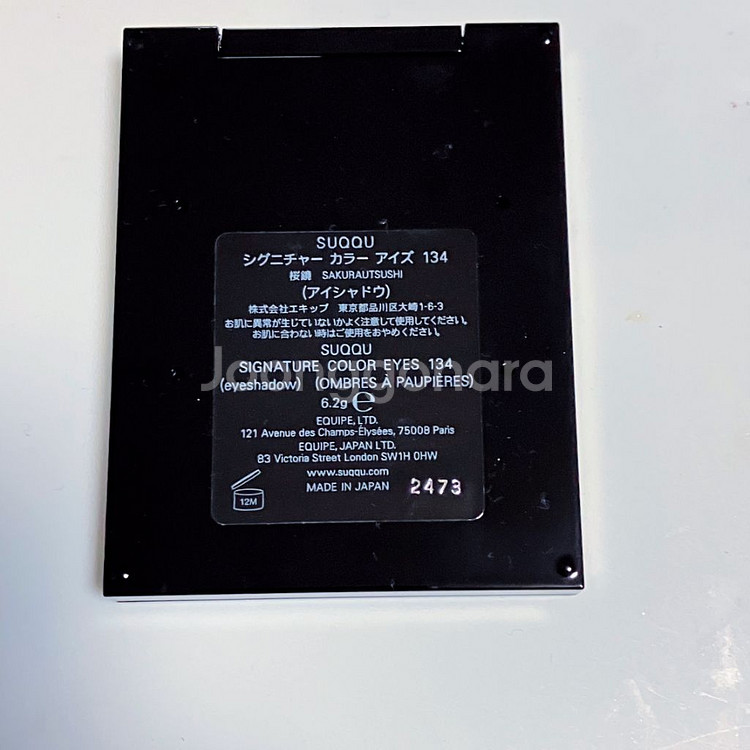 SUQQU
シグニチャー カラー アイズ 134
桜鏡 SAKURAUTSUSHI
(アイシャドウ)
株式会社エキップ 東京都品川区大崎1-6-3
お肌に異常が生じていないかよく注意して使用してください。
お肌に合わない時はご使用をおやめください。
SUQQU
SIGNATURE COLOR EYES 134
Joonggonara
(eyeshadow) (OMBRES À PAUPIÈRES)
6.2g ℮
EQUIPE, LTD.
121 Avenue des Champs-Élysées, 75008 Paris
EQUIPE, JAPAN LTD.
83 Victoria Street London SW1H 0HW
www.suqqu.com
MADE IN JAPAN 2473
12M